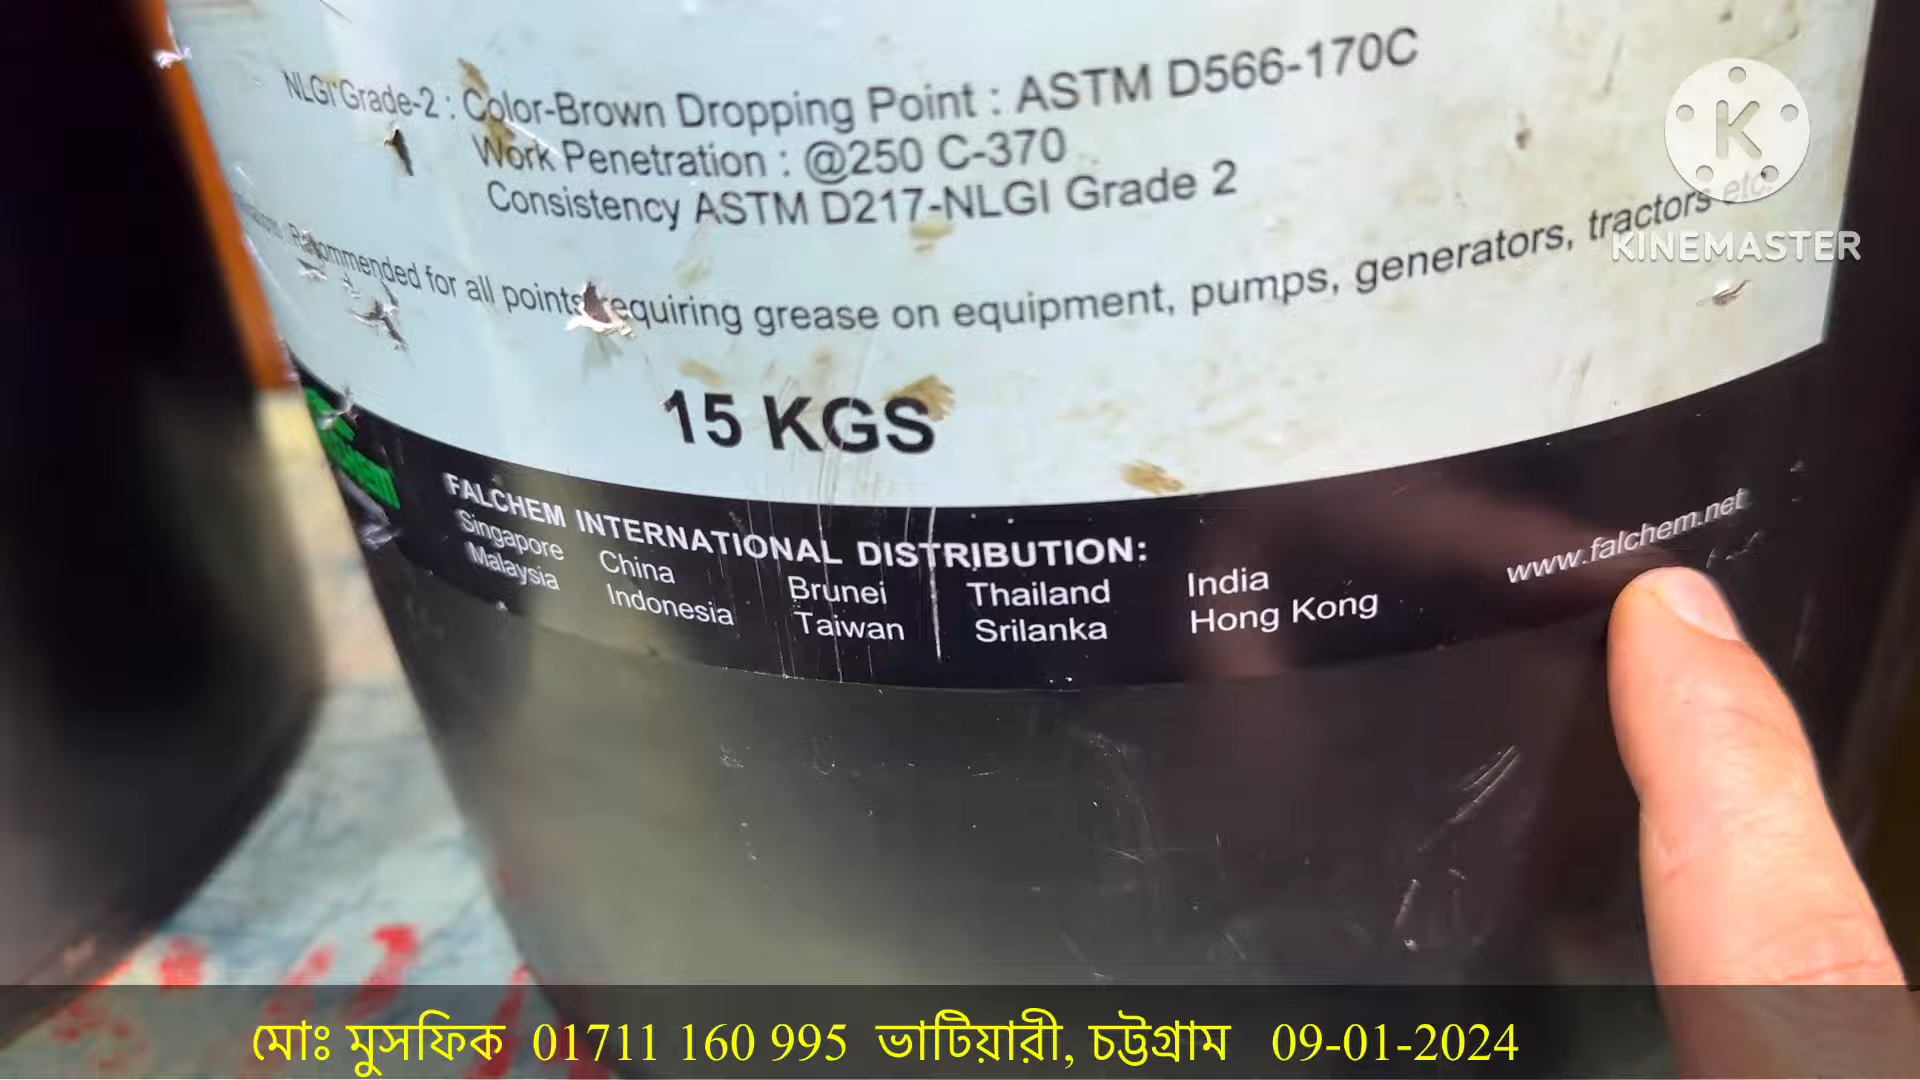 NLGI Grade-2 : Color-Brown Dropping Point : ASTM D566-170C
Work Penetration : @250 C-370
Consistency ASTM D217-NLGI Grade 2
Rommended for all points requiring grease on equipment, pumps, generators, tractors etc.
15 KGS
FALCHEM INTERNATIONAL DISTRIBUTION:
Singapore China Brunei Thailand India
Malaysia Indonesia Taiwan Srilanka Hong Kong
www.falchem.net
K
KINEMASTER
মোঃ মুসফিক 01711 160 995 ভাটিয়ারী, চট্টগ্রাম 09-01-2024